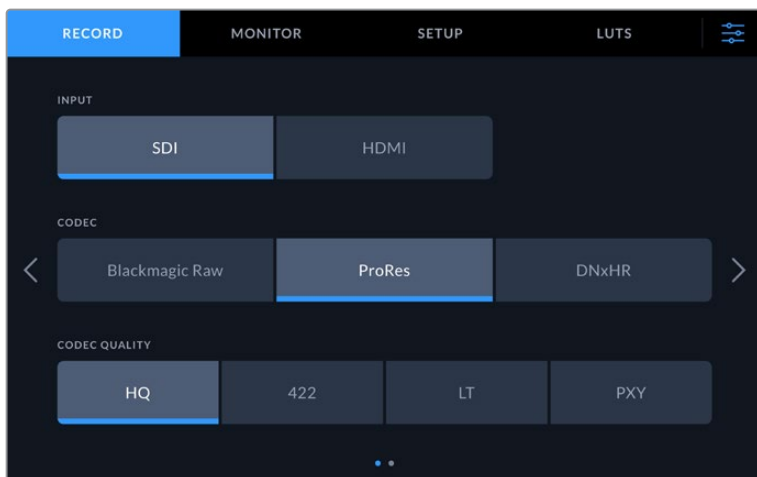 RECORD MONITOR SETUP LUTS
INPUT
SDI HDMI
CODEC
Blackmagic Raw ProRes DNxHR
CODEC QUALITY
HQ 422 LT PXY